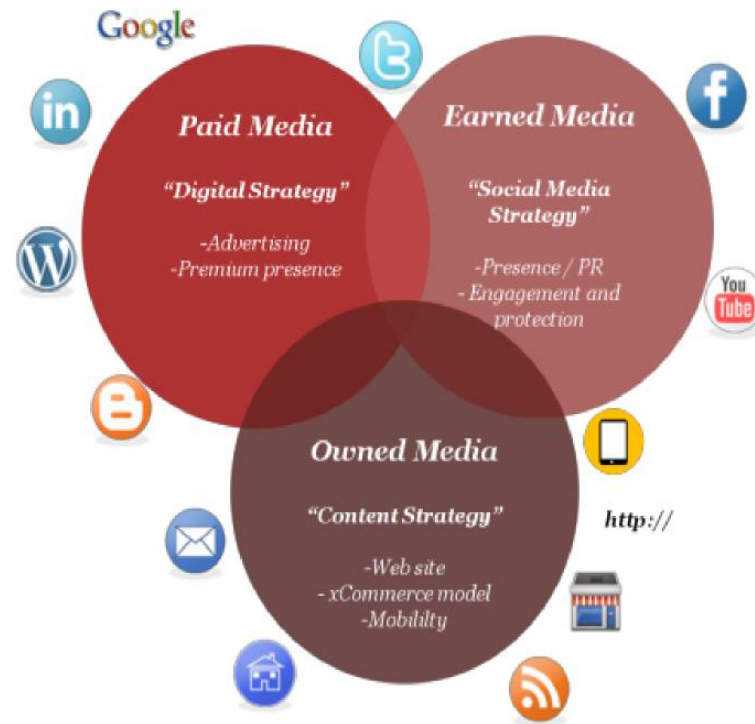 Google
in
Paid Media
"Digital Strategy"
-Advertising
-Premium presence
Earned Media
"Social Media
Strategy"
-Presence / PR
- Engagement and
protection
f
W
You
Tube
Owned Media
"Content Strategy"
-Web site
- xCommerce model
-Mobililty
http://